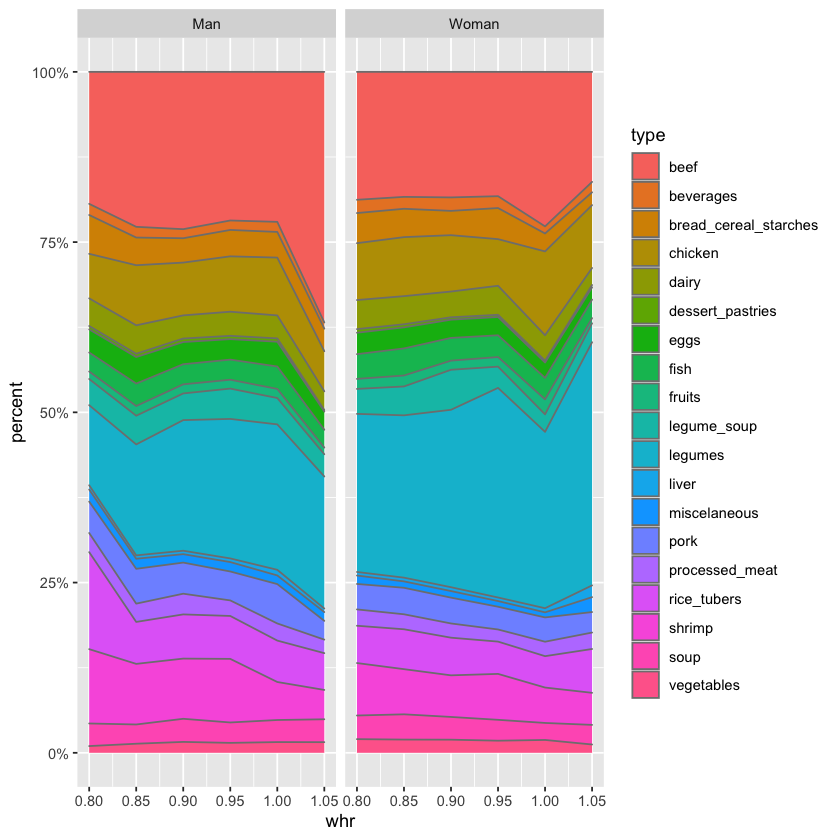 Man Woman
100%
75%
50%
25%
0%
percent
0.80 0.85 0.90 0.95 1.00 1.05 0.80 0.85 0.90 0.95 1.00 1.05
whr
type
beef
beverages
bread_cereal_starches
chicken
dairy
dessert_pastries
eggs
fish
fruits
legume_soup
legumes
liver
miscelaneous
pork
processed_meat
rice_tubers
shrimp
soup
vegetables